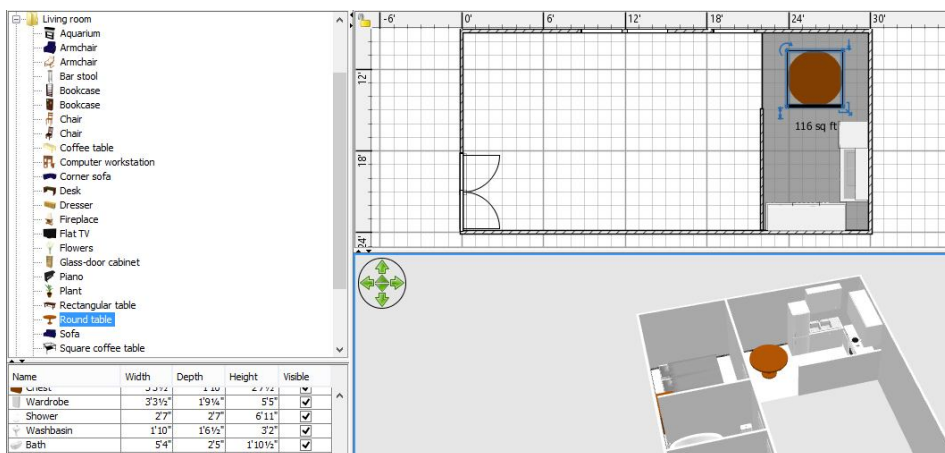 Living room
Aquarium
Armchair
Armchair
Bar stool
Bookcase
Bookcase
Chair
Chair
Coffee table
Computer workstation
Corner sofa
Desk
Dresser
Fireplace
Flat TV
Flowers
Glass-door cabinet
Piano
Plant
Rectangular table
Round table
Sofa
Square coffee table
Name Width Depth Height Visible
Chest
Wardrobe 3'3½" 1'9¼" 5'5"
Shower 2'7" 2'7" 6'11"
Washbasin 1'10" 1'6½" 3'2"
Bath 5'4" 2'5" 1'10½"
-6' 0' 6' 12' 18' 24' 30'
12'
116 sq ft
18'
24'